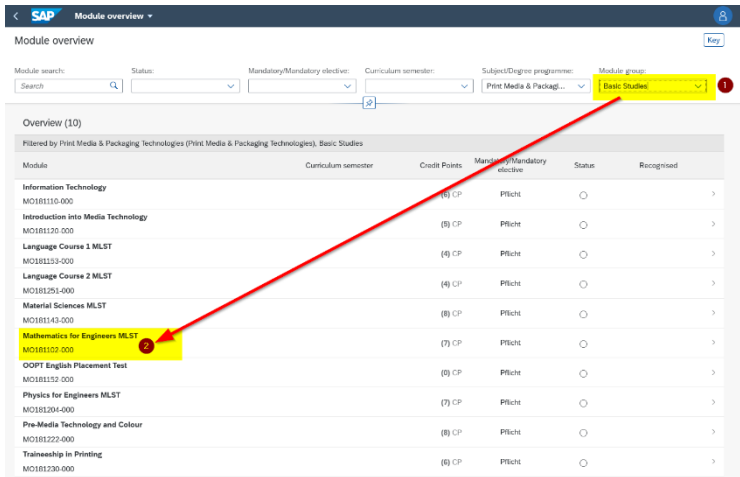 SAP Module overview
Module overview Key
Module search: Status: Mandatory/Mandatory elective: Curriculum semester: Subject/Degree programme: Module group:
Search Print Media & Packagi... Basic Studies 1
Overview (10)
Filtered by Print Media & Packaging Technologies (Print Media & Packaging Technologies), Basic Studies
Module Curriculum semester Credit Points Mandatory/Mandatory elective Status Recognised
Information Technology
MO181110-000 (6) CP Pflicht
Introduction into Media Technology
MO181120-000 (5) CP Pflicht
Language Course 1 MLST
MO181153-000 (4) CP Pflicht
Language Course 2 MLST
MO181251-000 (4) CP Pflicht
Material Sciences MLST
MO181143-000 (8) CP Pflicht
Mathematics for Engineers MLST
MO181102-000 2 (7) CP Pflicht
OOPT English Placement Test
MO181152-000 (0) CP Pflicht
Physics for Engineers MLST
MO181204-000 (7) CP Pflicht
Pre-Media Technology and Colour
MO181222-000 (8) CP Pflicht
Traineeship in Printing
MO181230-000 (6) CP Pflicht